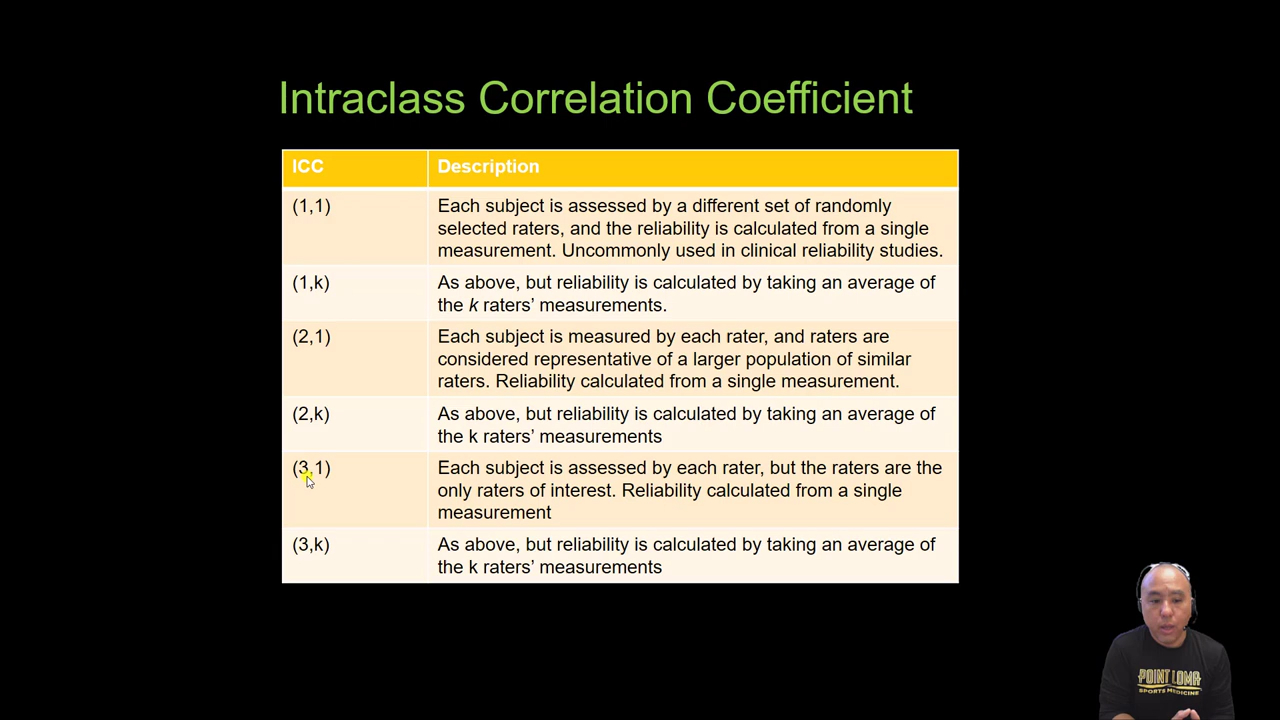 Intraclass Correlation Coefficient
ICC
Description
(1,1)
Each subject is assessed by a different set of randomly
selected raters, and the reliability is calculated from a single
measurement. Uncommonly used in clinical reliability studies.
(1,k)
As above, but reliability is calculated by taking an average of
the k raters’ measurements.
(2,1)
Each subject is measured by each rater, and raters are
considered representative of a larger population of similar
raters. Reliability calculated from a single measurement.
(2,k)
As above, but reliability is calculated by taking an average of
the k raters’ measurements
(3,1)
Each subject is assessed by each rater, but the raters are the
only raters of interest. Reliability calculated from a single
measurement
(3,k)
As above, but reliability is calculated by taking an average of
the k raters’ measurements
POINT LOMA
SPORTS MEDICINE